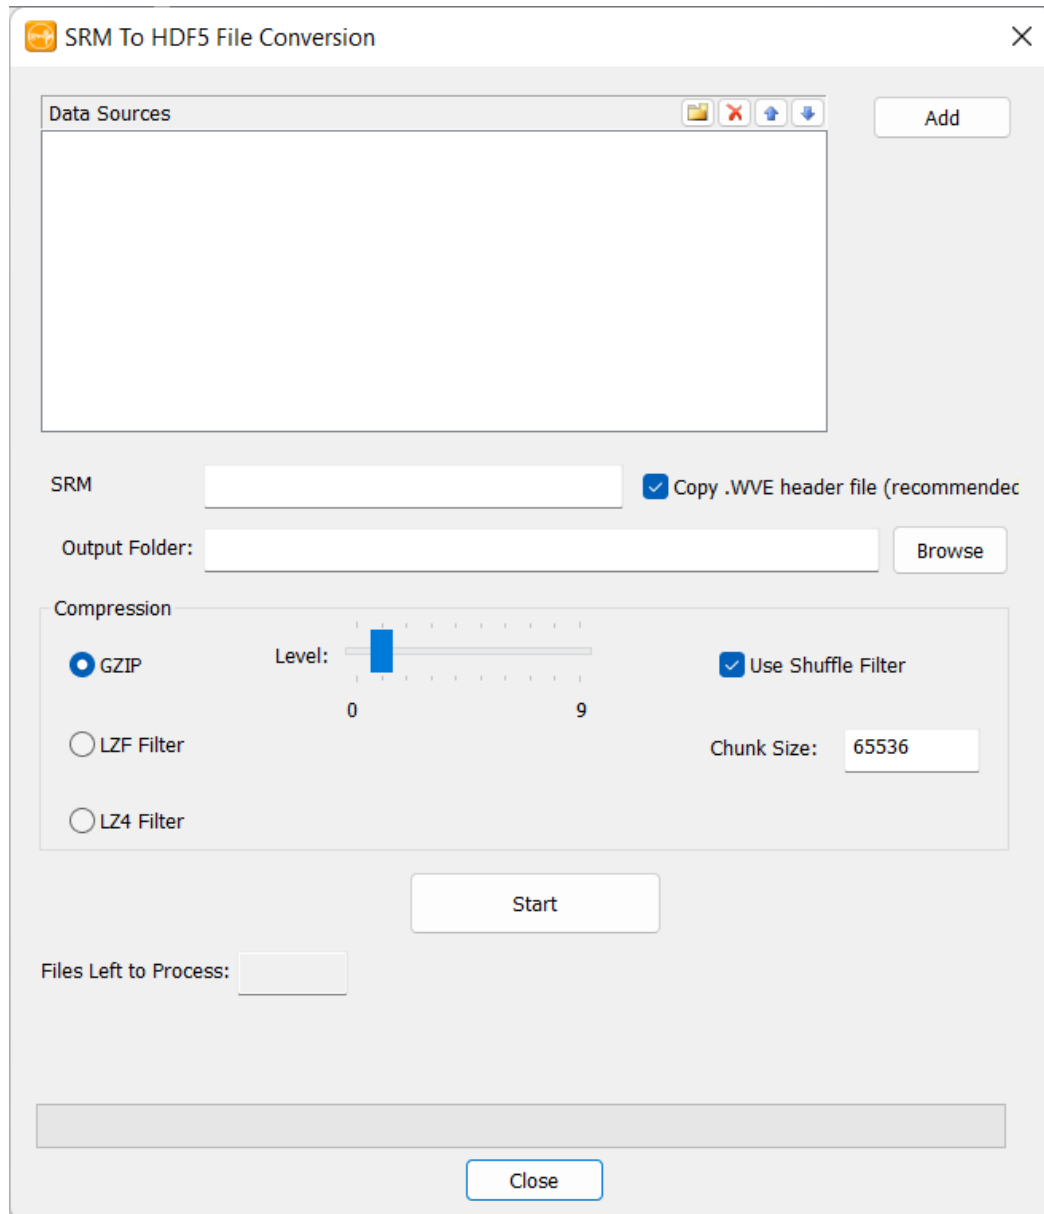 SRM To HDF5 File Conversion
Data Sources
Add
SRM
Copy .WVE header file (recommended
Output Folder:
Browse
Compression
GZIP
Level:
Use Shuffle Filter
0 9
LZF Filter
Chunk Size: 65536
LZ4 Filter
Start
Files Left to Process:
Close